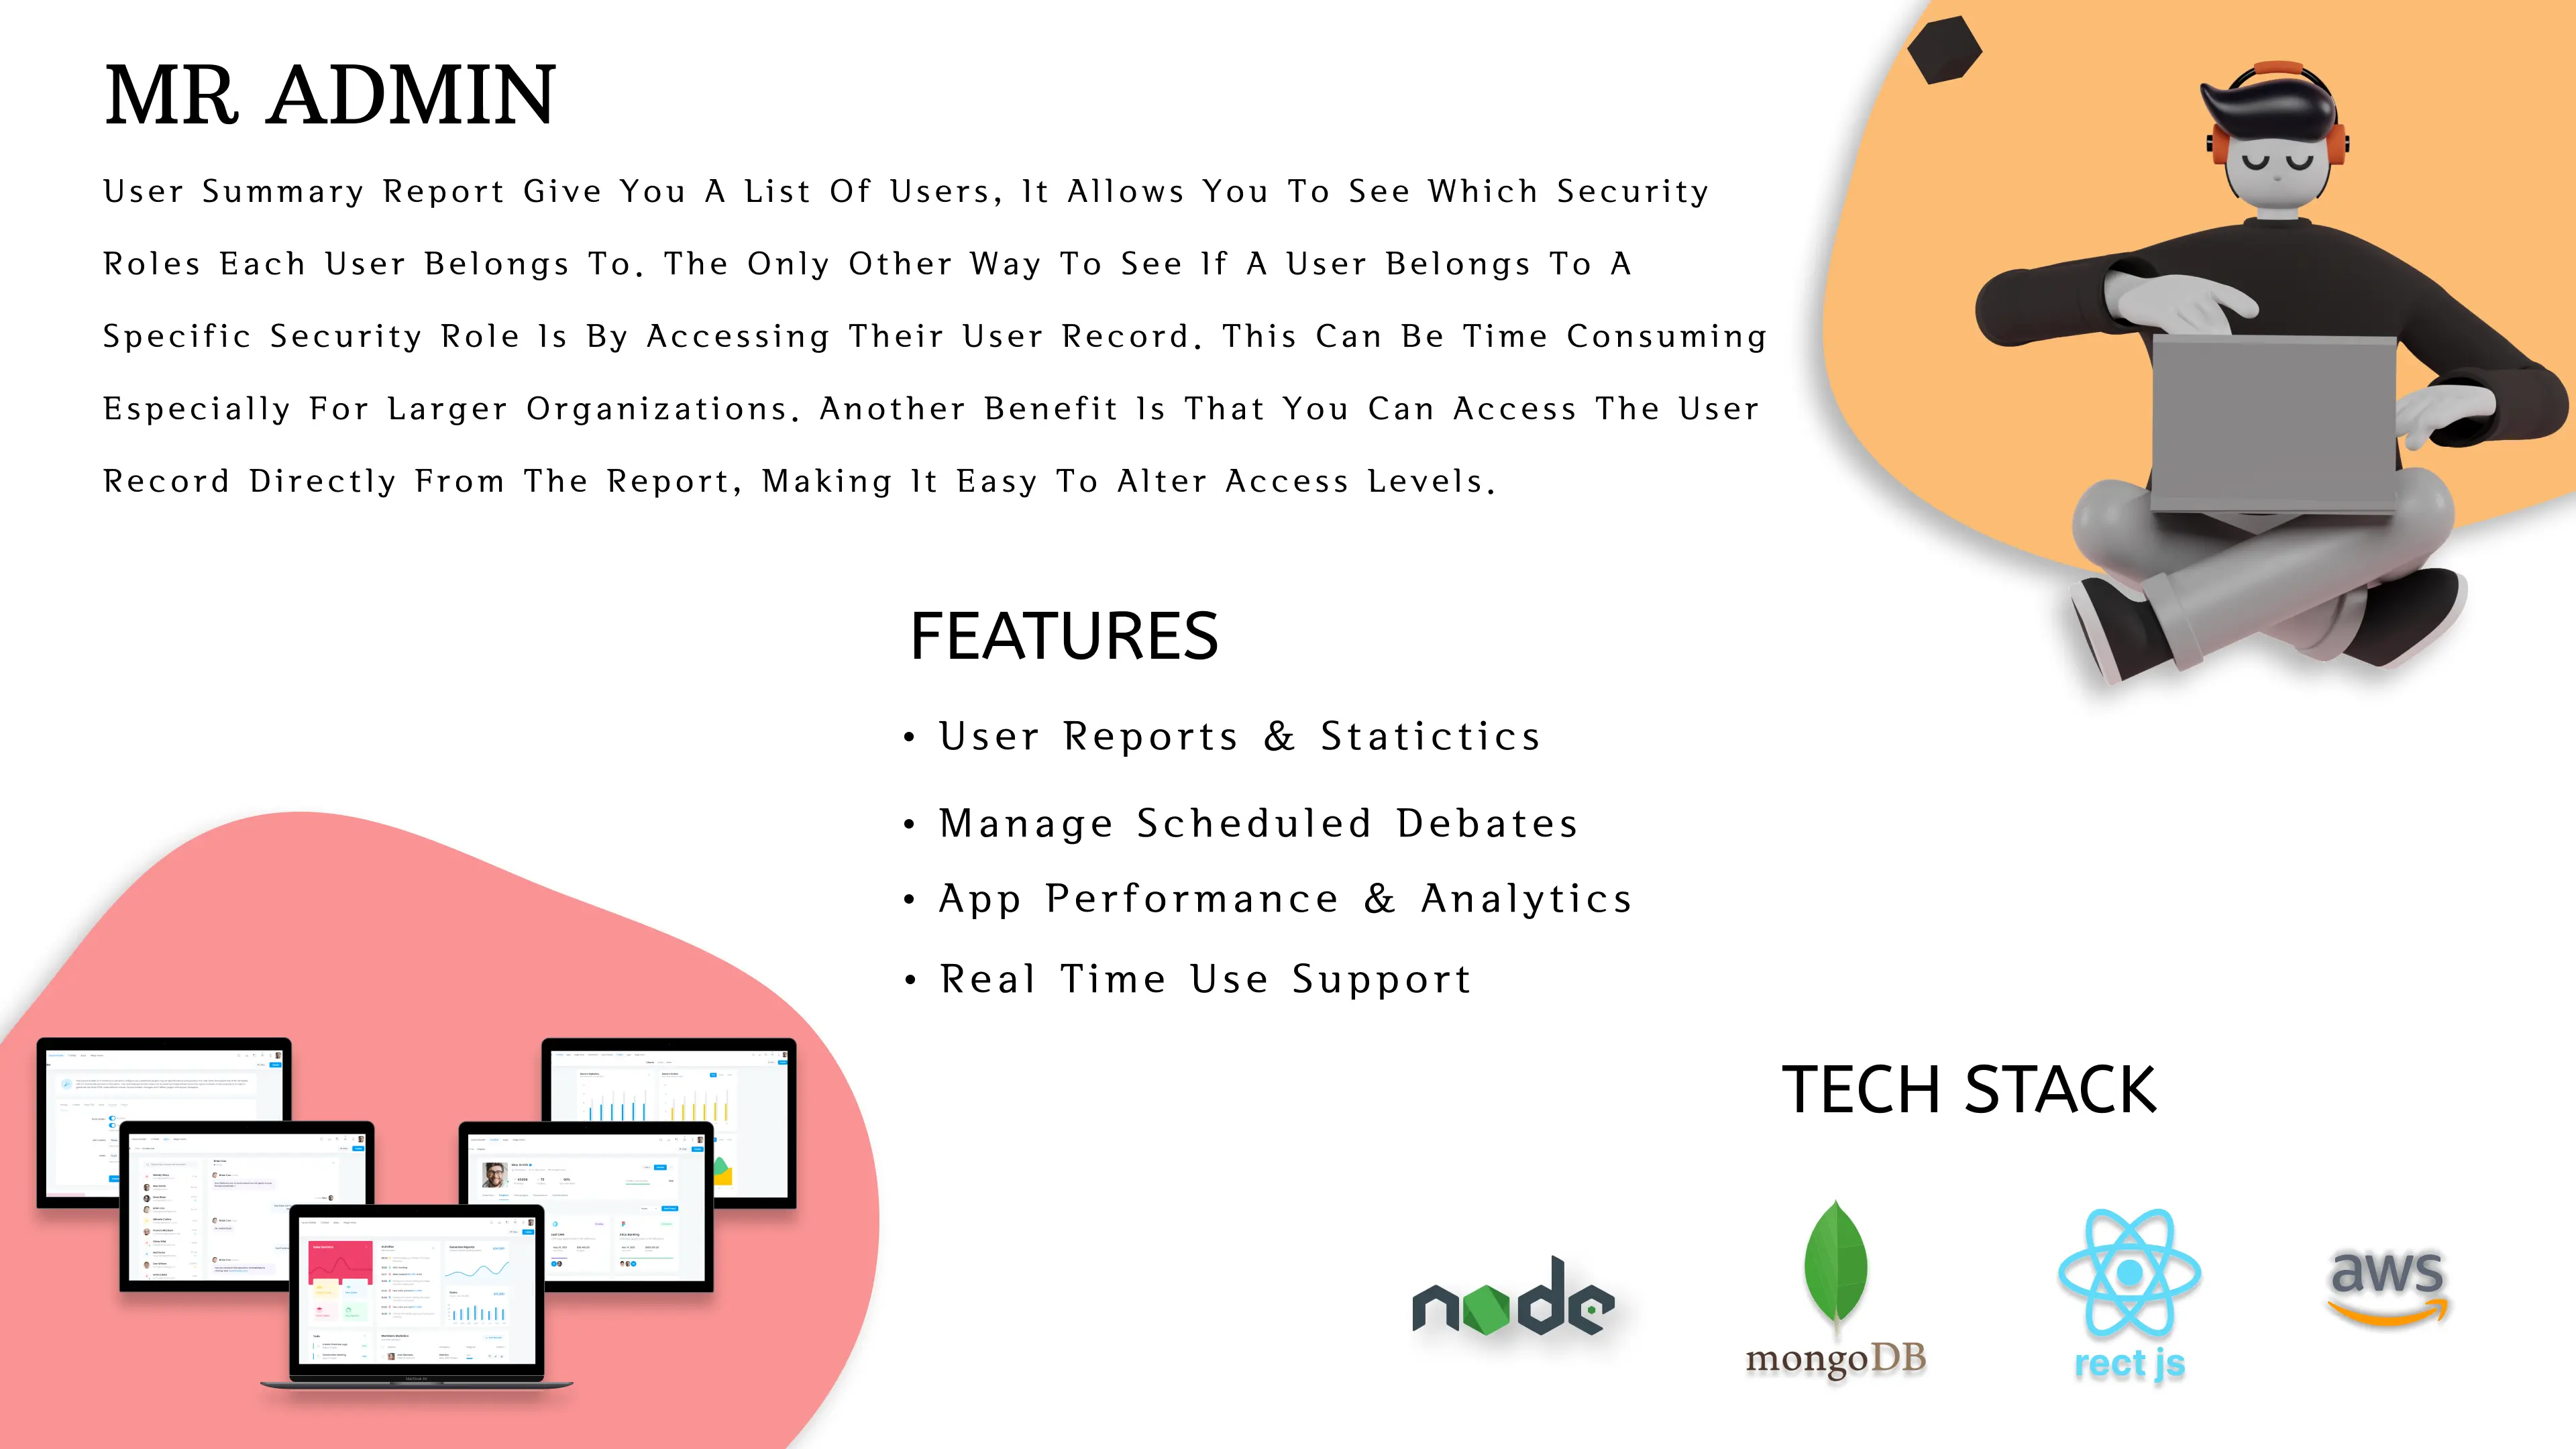 MR ADMIN
User Summary Report Give You A List Of Users, It Allows You To See Which Security
Roles Each User Belongs To. The Only Other Way To See If A User Belongs To A
Specific Security Role Is By Accessing Their User Record. This Can Be Time Consuming
Especially For Larger Organizations. Another Benefit Is That You Can Access The User
Record Directly From The Report, Making It Easy To Alter Access Levels.
FEATURES
• User Reports & Statictics
• Manage Scheduled Debates
• App Performance & Analytics
• Real Time Use Support
TECH STACK
node
mongoDB
rect js
aws